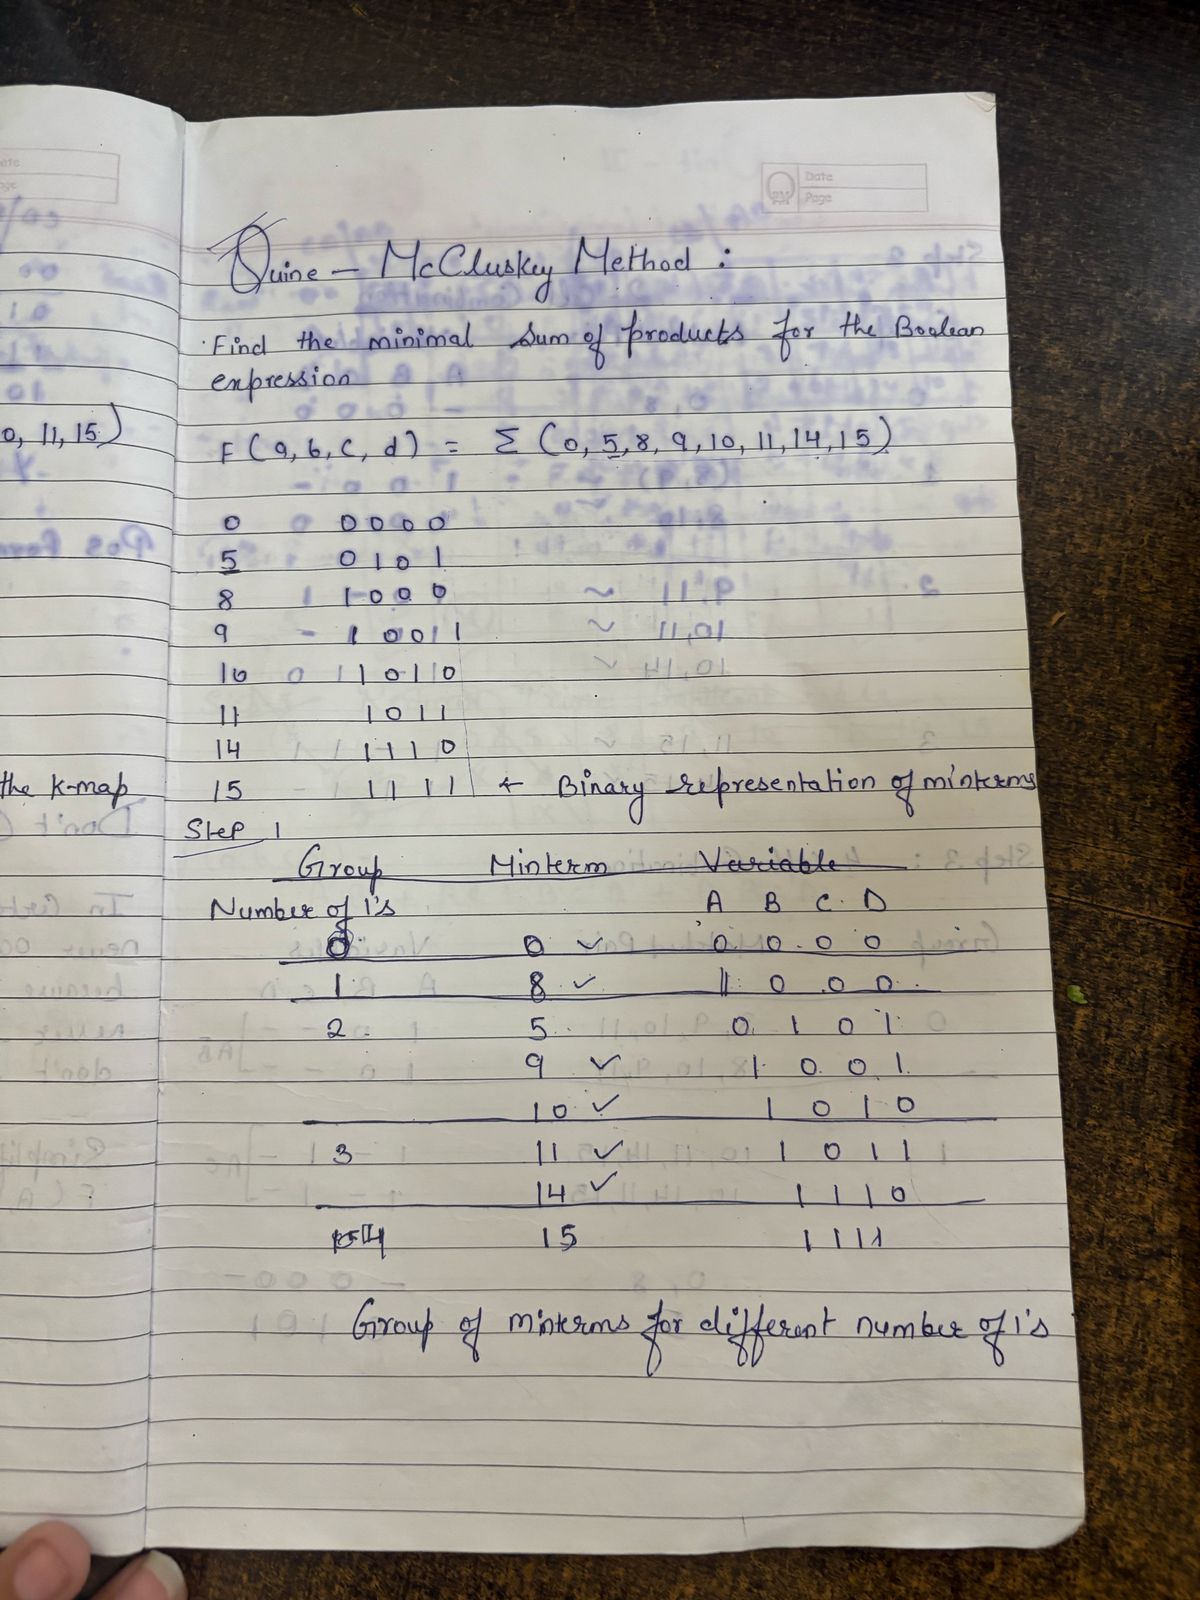 Date
Page
Quine - McCluskey Method :
Find the minimal sum of products for the Boolean
expression
0, 11, 15)
F (a, b, c, d) = Σ (0, 5, 8, 9, 10, 11, 14, 15)
0 0000
5 0101
8 1000
9 1001
10 1010
11 1011
14 1110
the K-map
15 1111 ← Binary representation of minterms
Step 1
Group Minterm Variable
Number of 1's A B C D
0 0 ✓ 0 0 0 0
1 8 ✓ 1 0 0 0
2 5 0 1 0 1
9 ✓ 1 0 0 1
10 ✓ 1 0 1 0
3 11 ✓ 1 0 1 1
14 ✓ 1 1 1 0
4 15 1 1 1 1
Group of minterms for different number of 1's